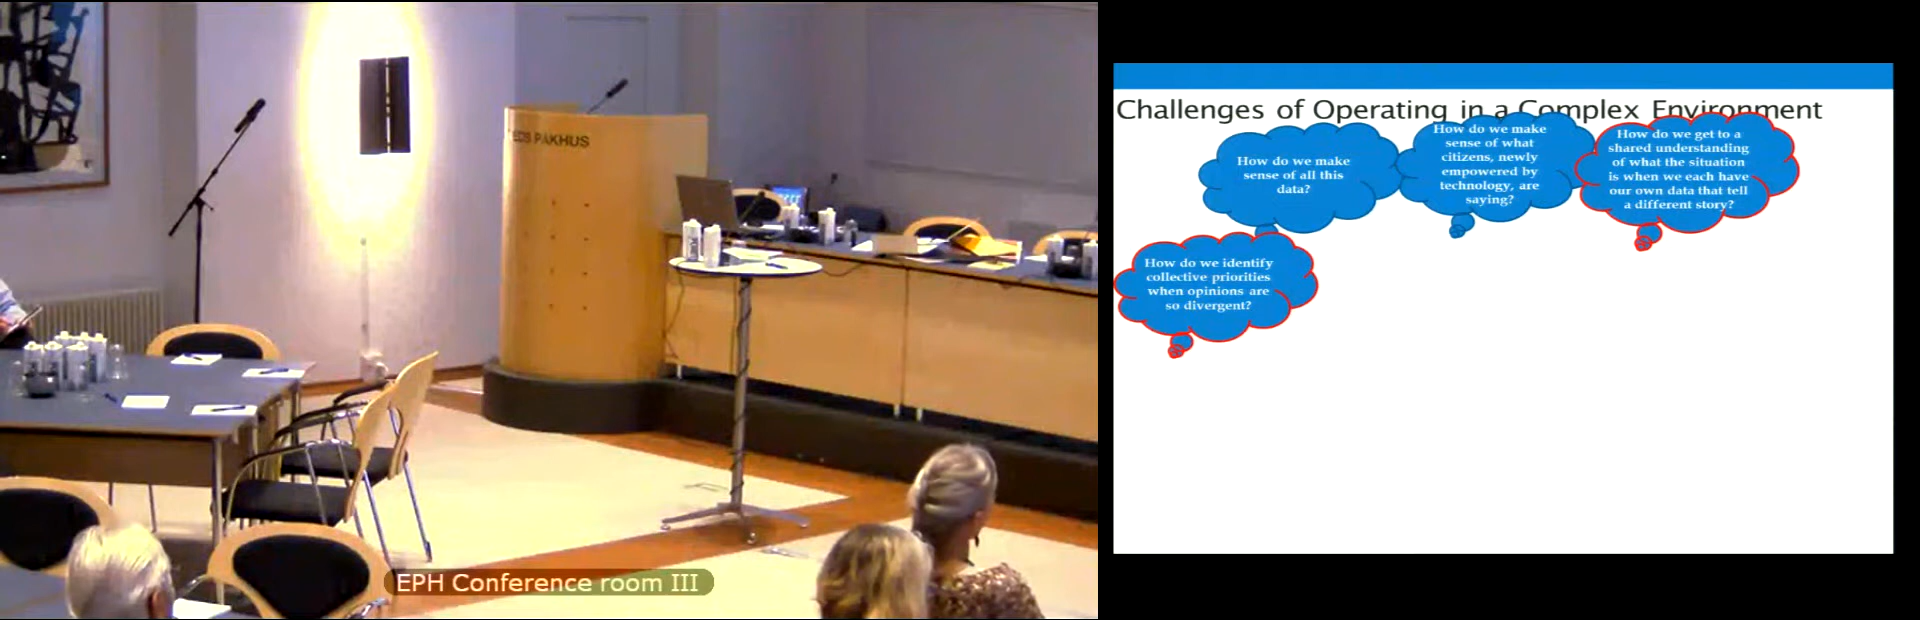 PAKHUS
EPH Conference room III
Challenges of Operating in a Complex Environment
How do we make
sense of all this
data?
How do we make
sense of what
citizens, newly
empowered by
technology, are
saying?
How do we get to a
shared understanding
of what the situation
is when we each have
our own data that tell
a different story?
How do we identify
collective priorities
when opinions are
so divergent?